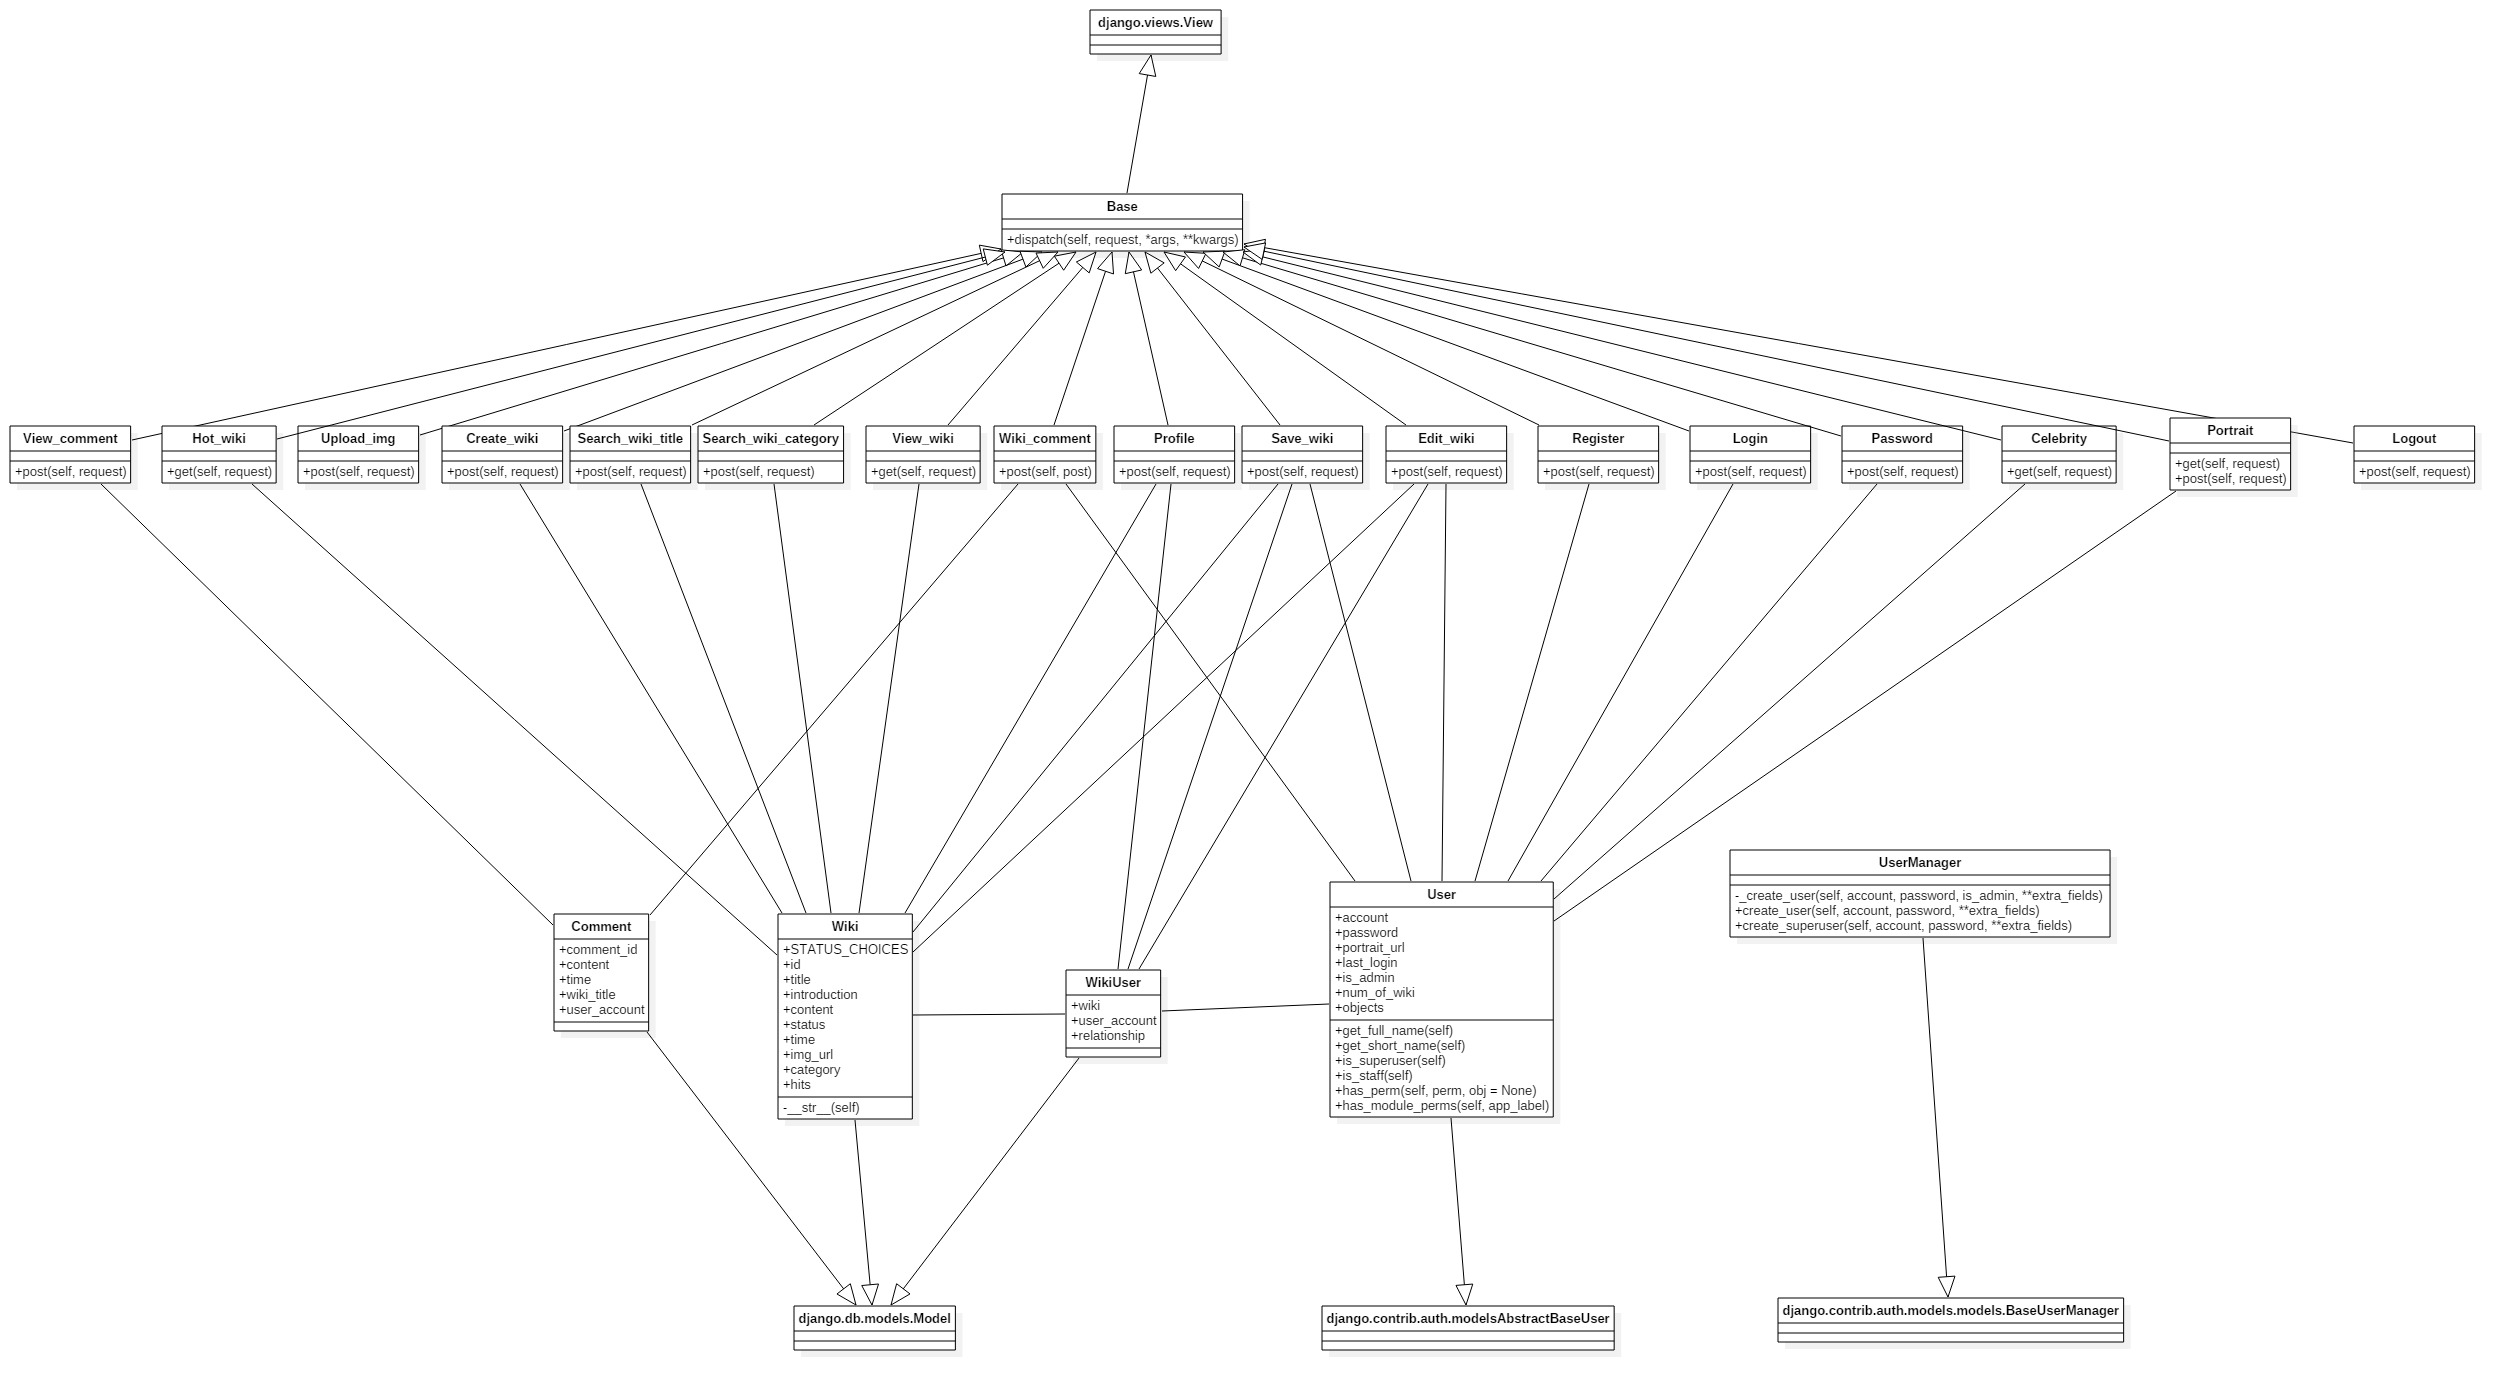 django.views.View
Base
+dispatch(self, request, *args, **kwargs)
View_comment
+post(self, request)
Hot_wiki
+get(self, request)
Upload_img
+post(self, request)
Create_wiki
+post(self, request)
Search_wiki_title
+post(self, request)
Search_wiki_category
+post(self, request)
View_wiki
+get(self, request)
Wiki_comment
+post(self, post)
Profile
+post(self, request)
Save_wiki
+post(self, request)
Edit_wiki
+post(self, request)
Register
+post(self, request)
Login
+post(self, request)
Password
+post(self, request)
Celebrity
+get(self, request)
Portrait
+get(self, request)
+post(self, request)
Logout
+post(self, request)
Comment
+comment_id
+content
+time
+wiki_title
+user_account
Wiki
+STATUS_CHOICES
+id
+title
+introduction
+content
+status
+time
+img_url
+category
+hits
-__str__(self)
WikiUser
+wiki
+user_account
+relationship
User
+account
+password
+portrait_url
+last_login
+is_admin
+num_of_wiki
+objects
+get_full_name(self)
+get_short_name(self)
+is_superuser(self)
+is_staff(self)
+has_perm(self, perm, obj = None)
+has_module_perms(self, app_label)
UserManager
-_create_user(self, account, password, is_admin, **extra_fields)
+create_user(self, account, password, **extra_fields)
+create_superuser(self, account, password, **extra_fields)
django.db.models.Model
django.contrib.auth.modelsAbstractBaseUser
django.contrib.auth.models.models.BaseUserManager